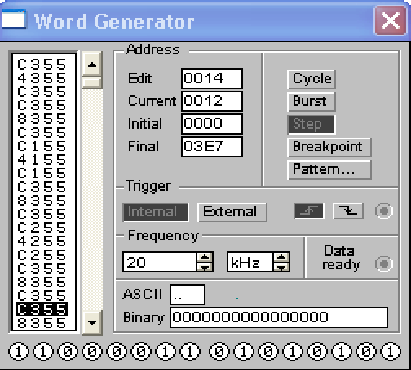 Word Generator
C355
4355
C355
C355
8355
C355
C155
4155
C155
C355
8355
C355
C255
4255
C255
C355
8355
C355
C355
8355
Address
Edit 0014
Current 0012
Initial 0000
Final 03E7
Cycle
Burst
Step
Breakpoint
Pattern...
Trigger
Internal External
Frequency
20 kHz
Data
ready
ASCII ..
Binary 0000000000000000
1 1 0 0 0 0 1 1 0 1 0 1 0 1 0 1